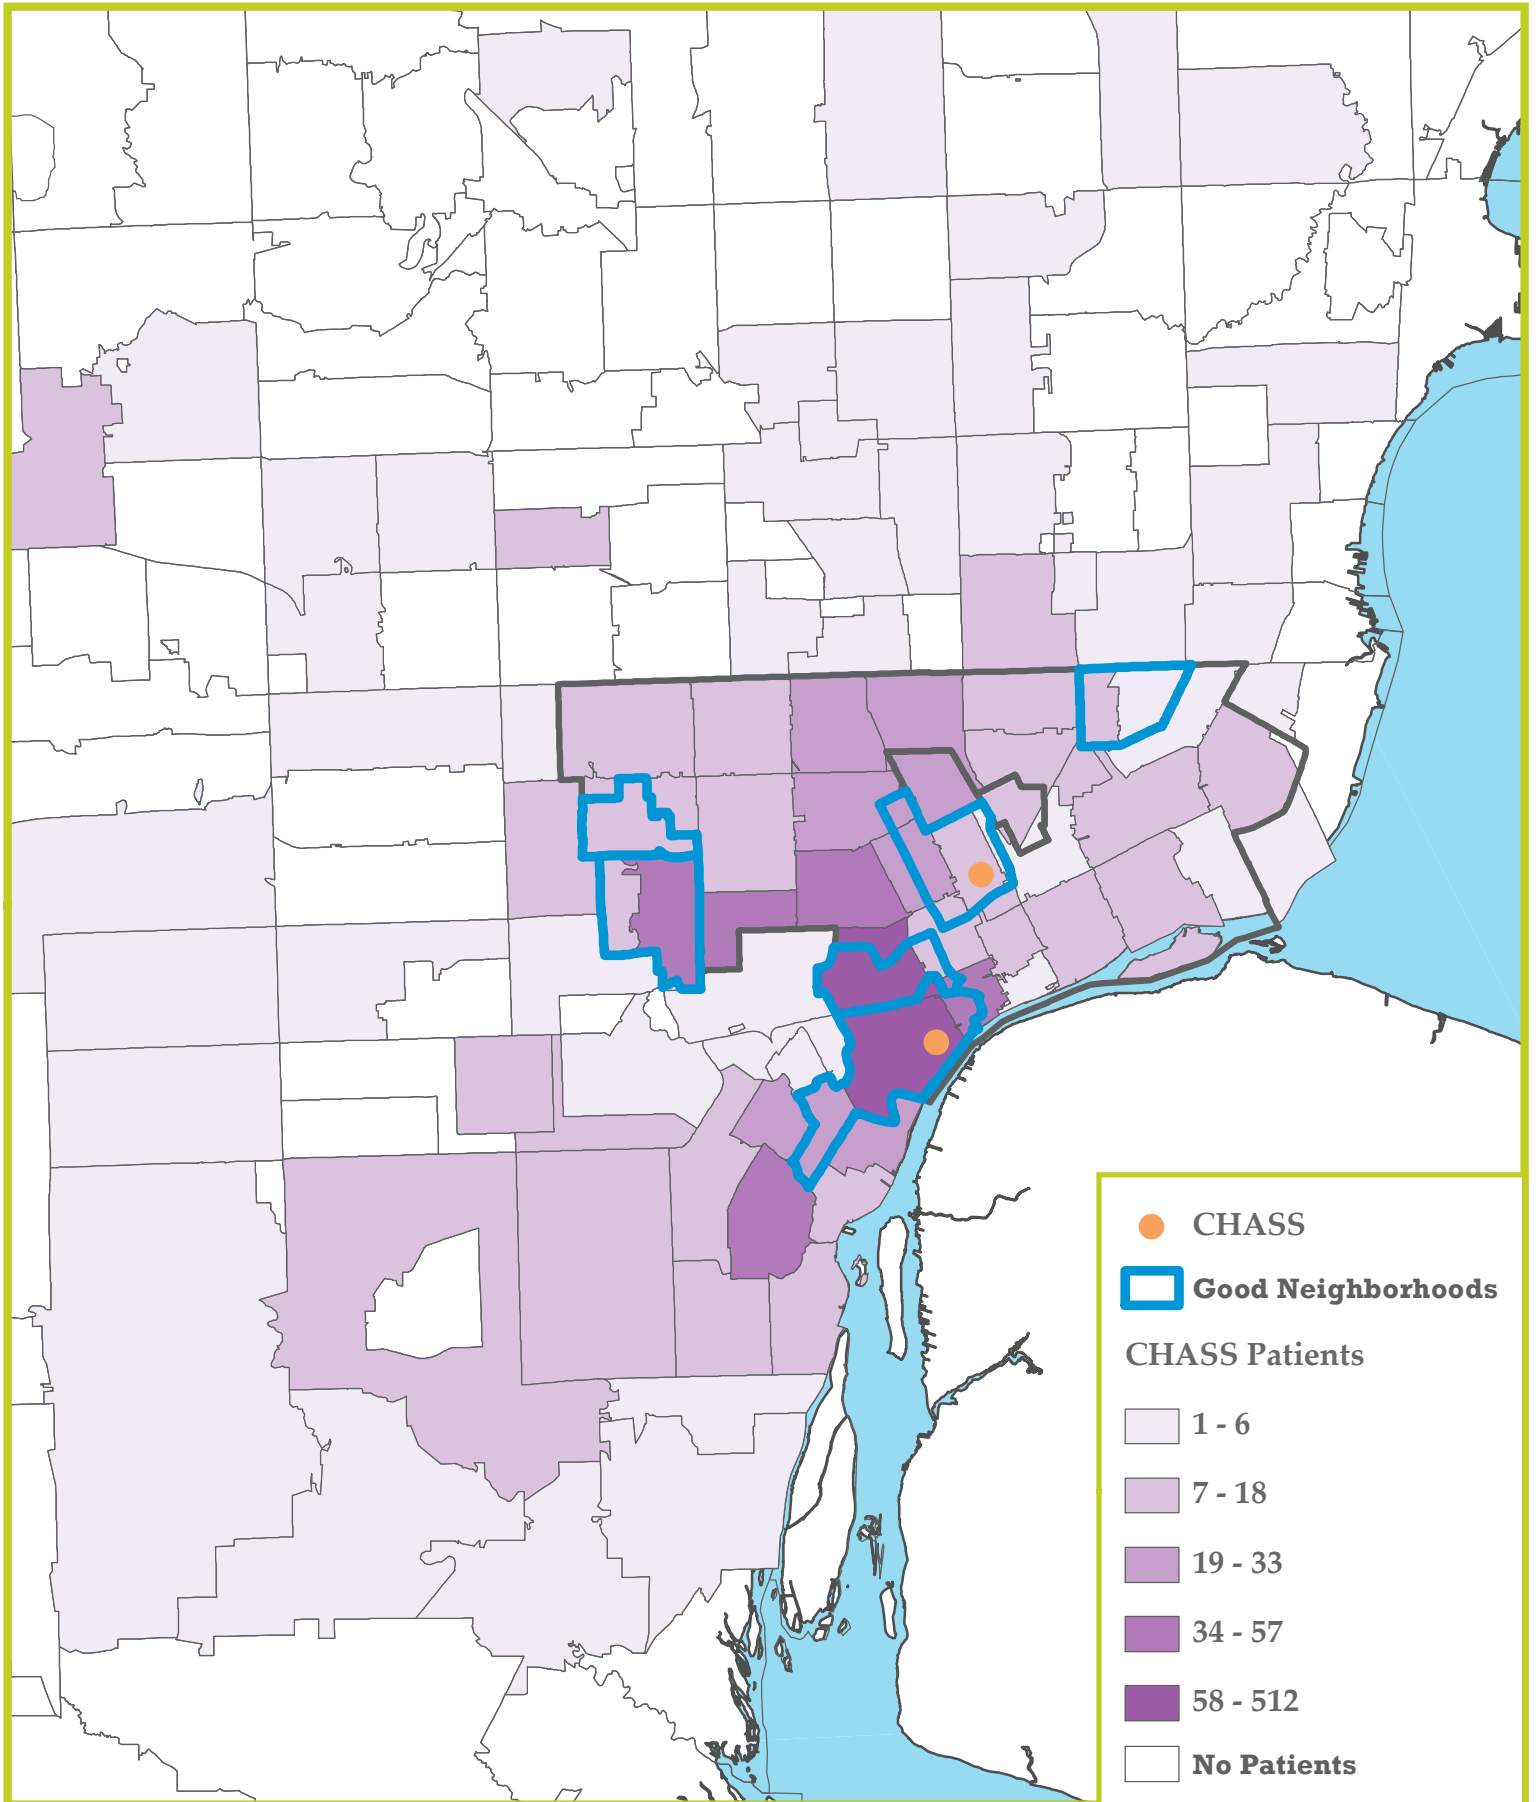 CHASS
Good Neighborhoods
CHASS Patients
1 - 6
7 - 18
19 - 33
34 - 57
58 - 512
No Patients